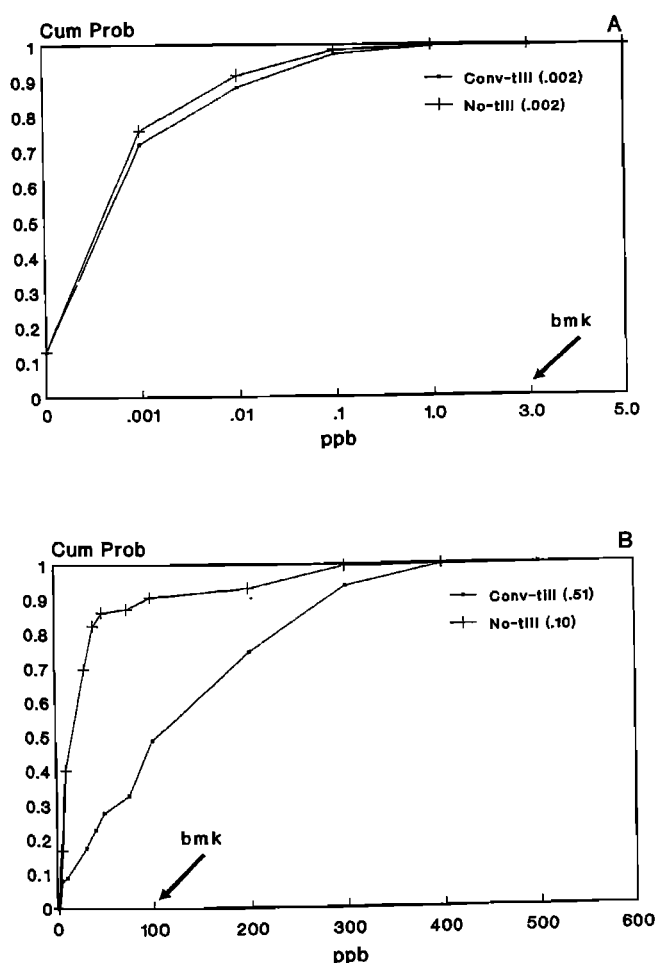 Cum Prob
A
1
0.9
0.8
0.7
0.6
0.5
0.4
0.3
0.2
0.1
0
Conv-till (.002)
No-till (.002)
bmk
0 .001 .01 .1 1.0 3.0 5.0
ppb
Cum Prob
B
1
0.9
0.8
0.7
0.6
0.5
0.4
0.3
0.2
0.1
0
Conv-till (.51)
No-till (.10)
bmk
0 100 200 300 400 500 600
ppb